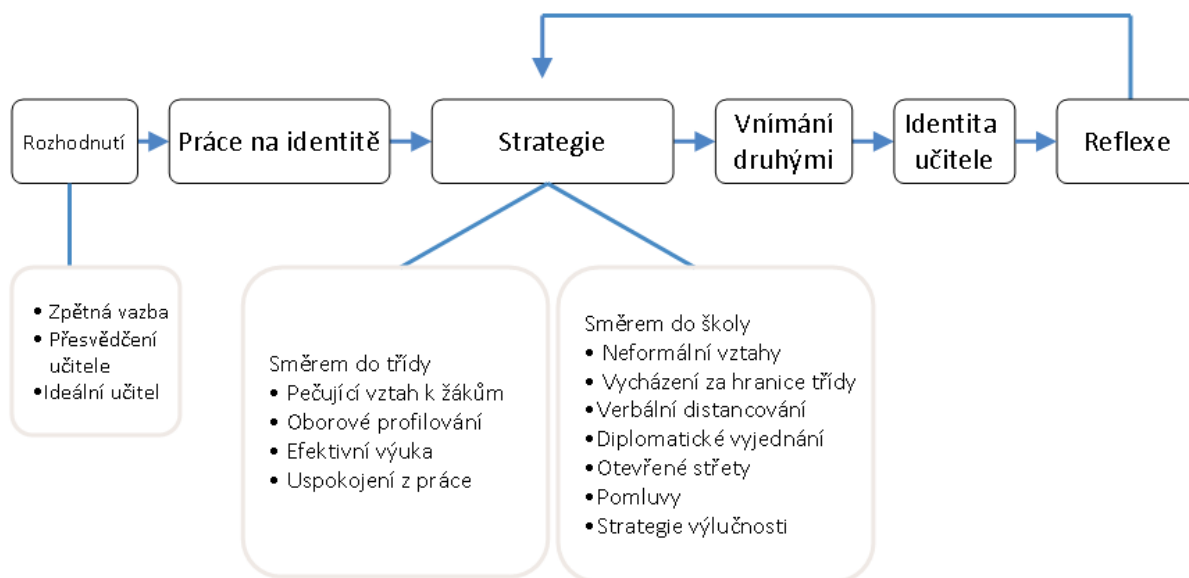 Rozhodnutí
Práce na identitě
Strategie
Vnímání
druhými
Identita
učitele
Reflexe
• Zpětná vazba
• Přesvědčení
učitele
•Ideální učitel
Směrem do třídy
• Pečující vztah k žákům
• Oborové profilování
• Efektivní výuka
• Uspokojení z práce
Směrem do školy
• Neformální vztahy
• Vycházení za hranice třídy
•Verbální distancování
•Diplomatické vyjednání
•Otevřené střety
•Pomluvy
•Strategie výlučnosti